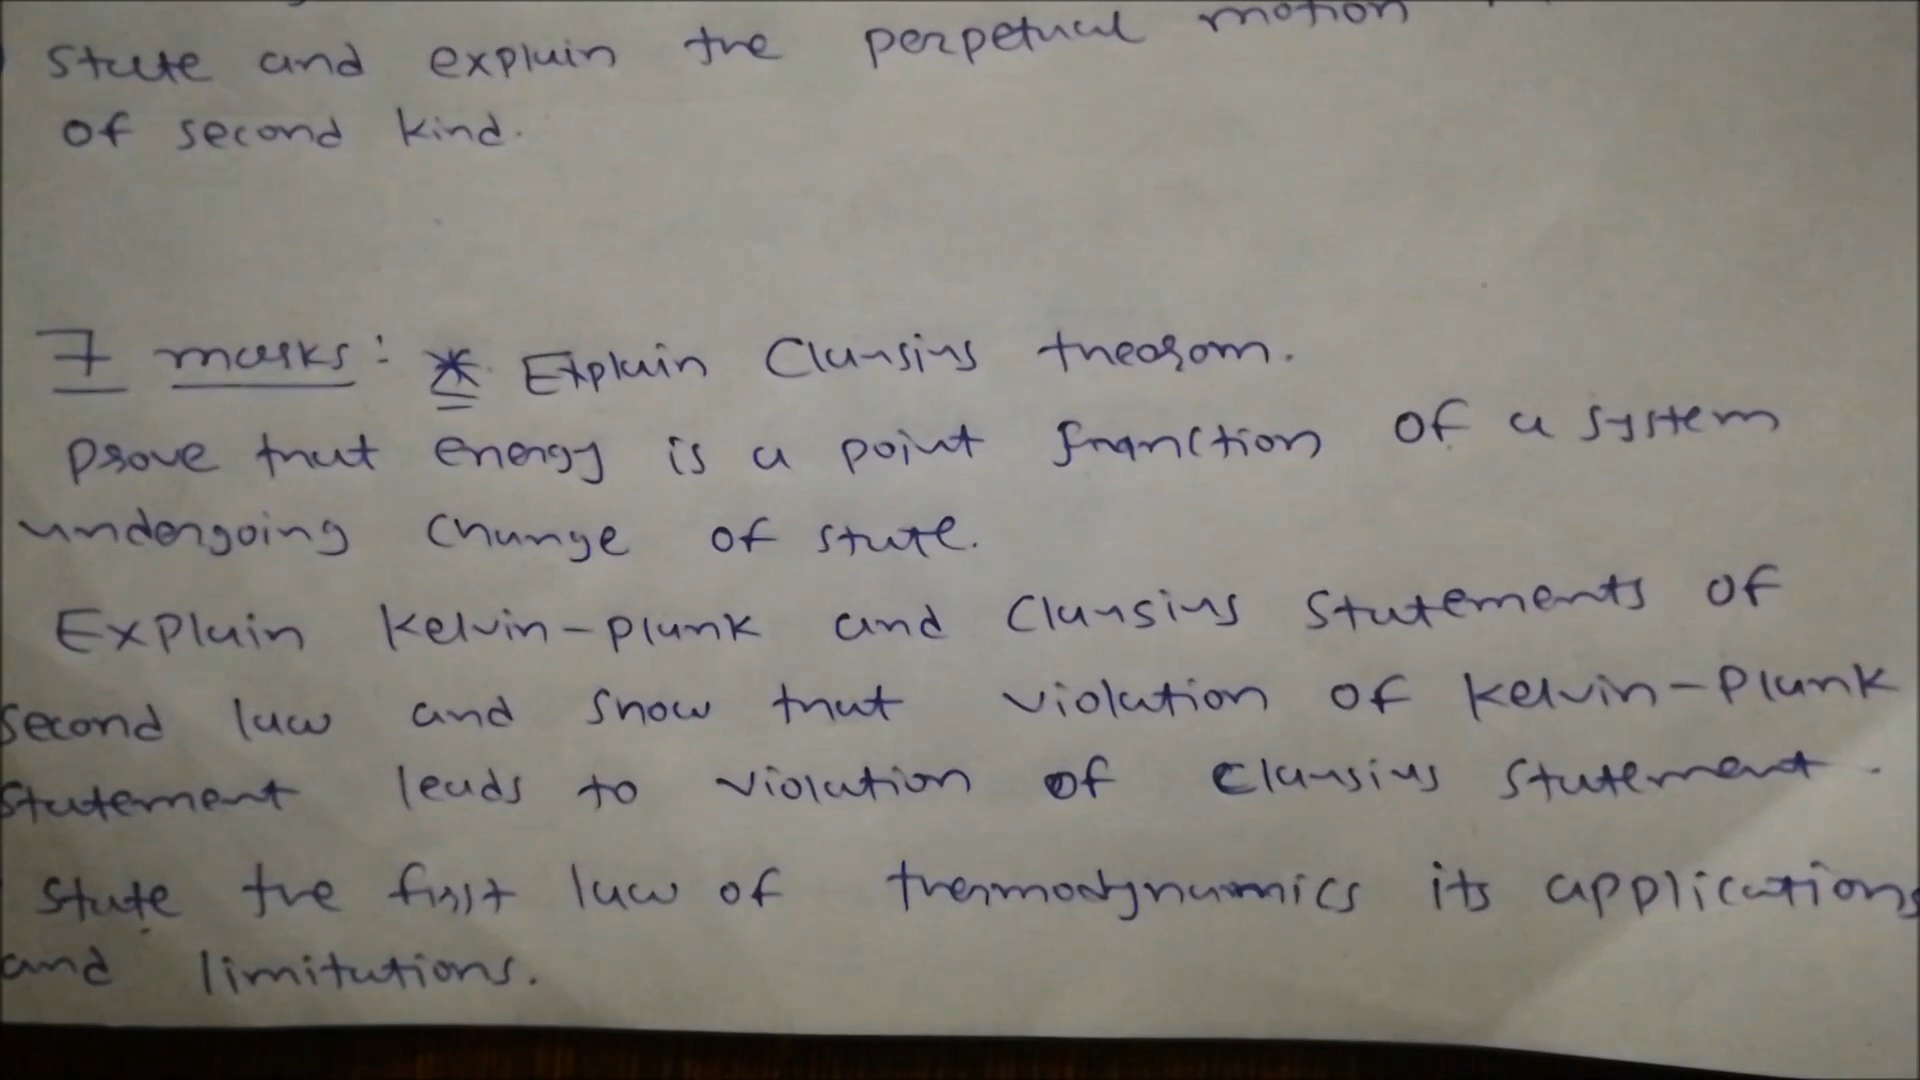 State and explain the perpetual motion
of second kind.
7 marks: * Explain Clausius theorom.
Prove that energy is a point function of a system
undergoing change of state.
Explain Kelvin-plank and Clausius Statements of
second law and show that violation of Kelvin-Plank
statement leads to violation of Clausius statement.
State the first law of thermodynamics its applications
and limitations.